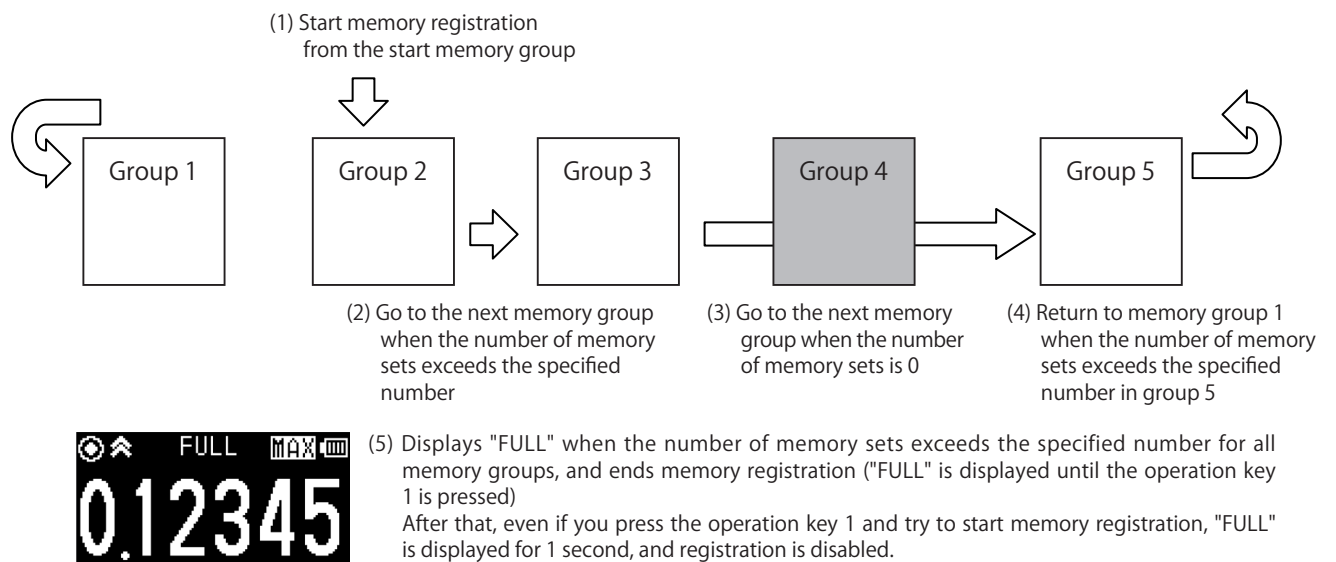 (1) Start memory registration
from the start memory group
Group 1
Group 2
Group 3
Group 4
Group 5
(2) Go to the next memory group
when the number of memory
sets exceeds the specified
number
(3) Go to the next memory
group when the number
of memory sets is 0
(4) Return to memory group 1
when the number of memory
sets exceeds the specified
number in group 5
FULL MAX
0.12345
(5) Displays "FULL" when the number of memory sets exceeds the specified number for all
memory groups, and ends memory registration ("FULL" is displayed until the operation key
1 is pressed)
After that, even if you press the operation key 1 and try to start memory registration, "FULL"
is displayed for 1 second, and registration is disabled.